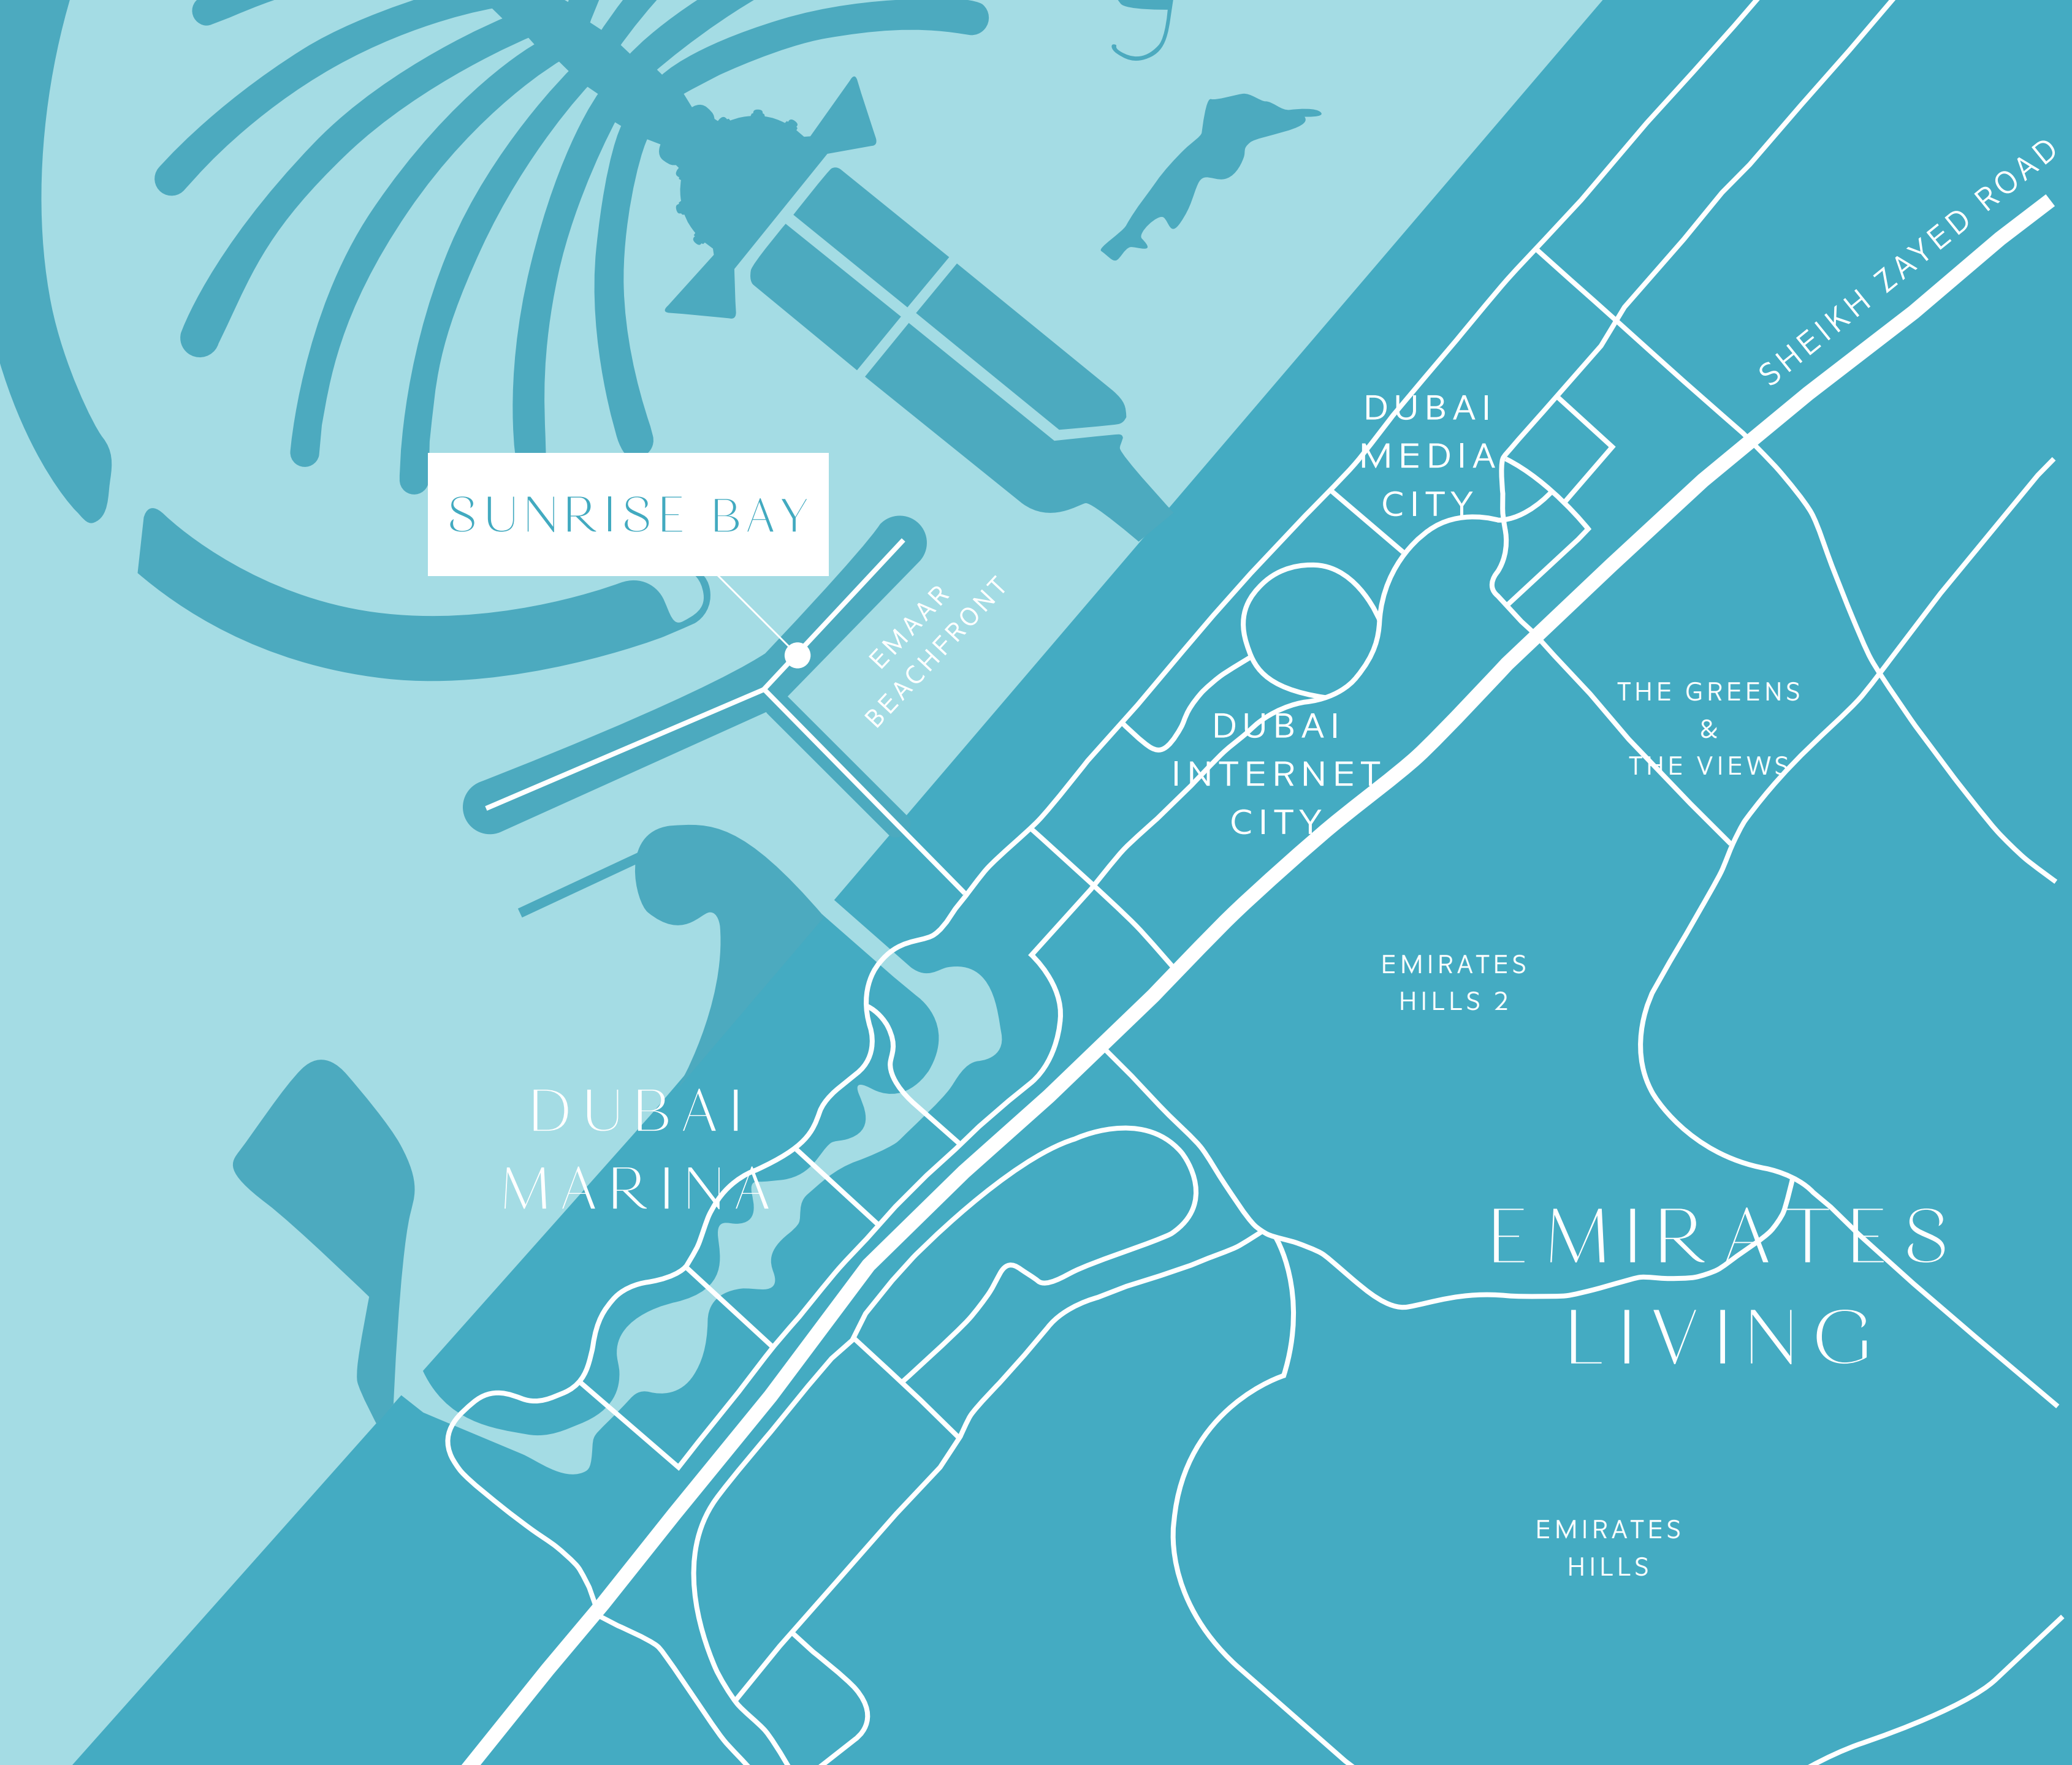 SHEIKH ZAYED ROAD
DUBAI
MEDIA
CITY
SUNRISE BAY
EMAAR
BEACHFRONT
THE GREENS
&
THE VIEWS
DUBAI
INTERNET
CITY
EMIRATES
HILLS 2
DUBAI
MARINA
EMIRATES
LIVING
EMIRATES
HILLS